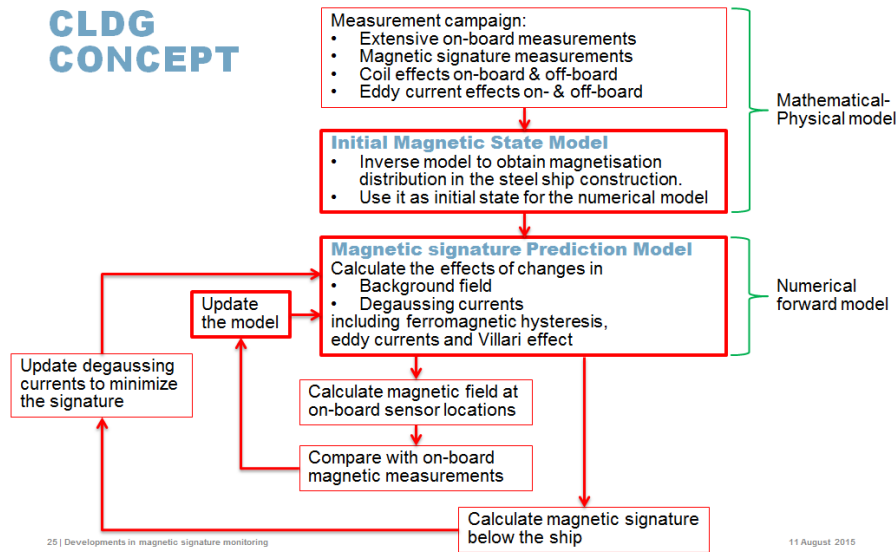 CLDG
CONCEPT
Measurement campaign:
• Extensive on-board measurements
• Magnetic signature measurements
• Coil effects on-board & off-board
• Eddy current effects on- & off-board
Mathematical-
Physical model
Initial Magnetic State Model
• Inverse model to obtain magnetisation
distribution in the steel ship construction.
• Use it as initial state for the numerical model
Magnetic signature Prediction Model
Calculate the effects of changes in
• Background field
• Degaussing currents
including ferromagnetic hysteresis,
eddy currents and Villari effect
Numerical
forward model
Update
the model
Update degaussing
currents to minimize
the signature
Calculate magnetic field at
on-board sensor locations
Compare with on-board
magnetic measurements
Calculate magnetic signature
below the ship
25 | Developments in magnetic signature monitoring
11 August 2015